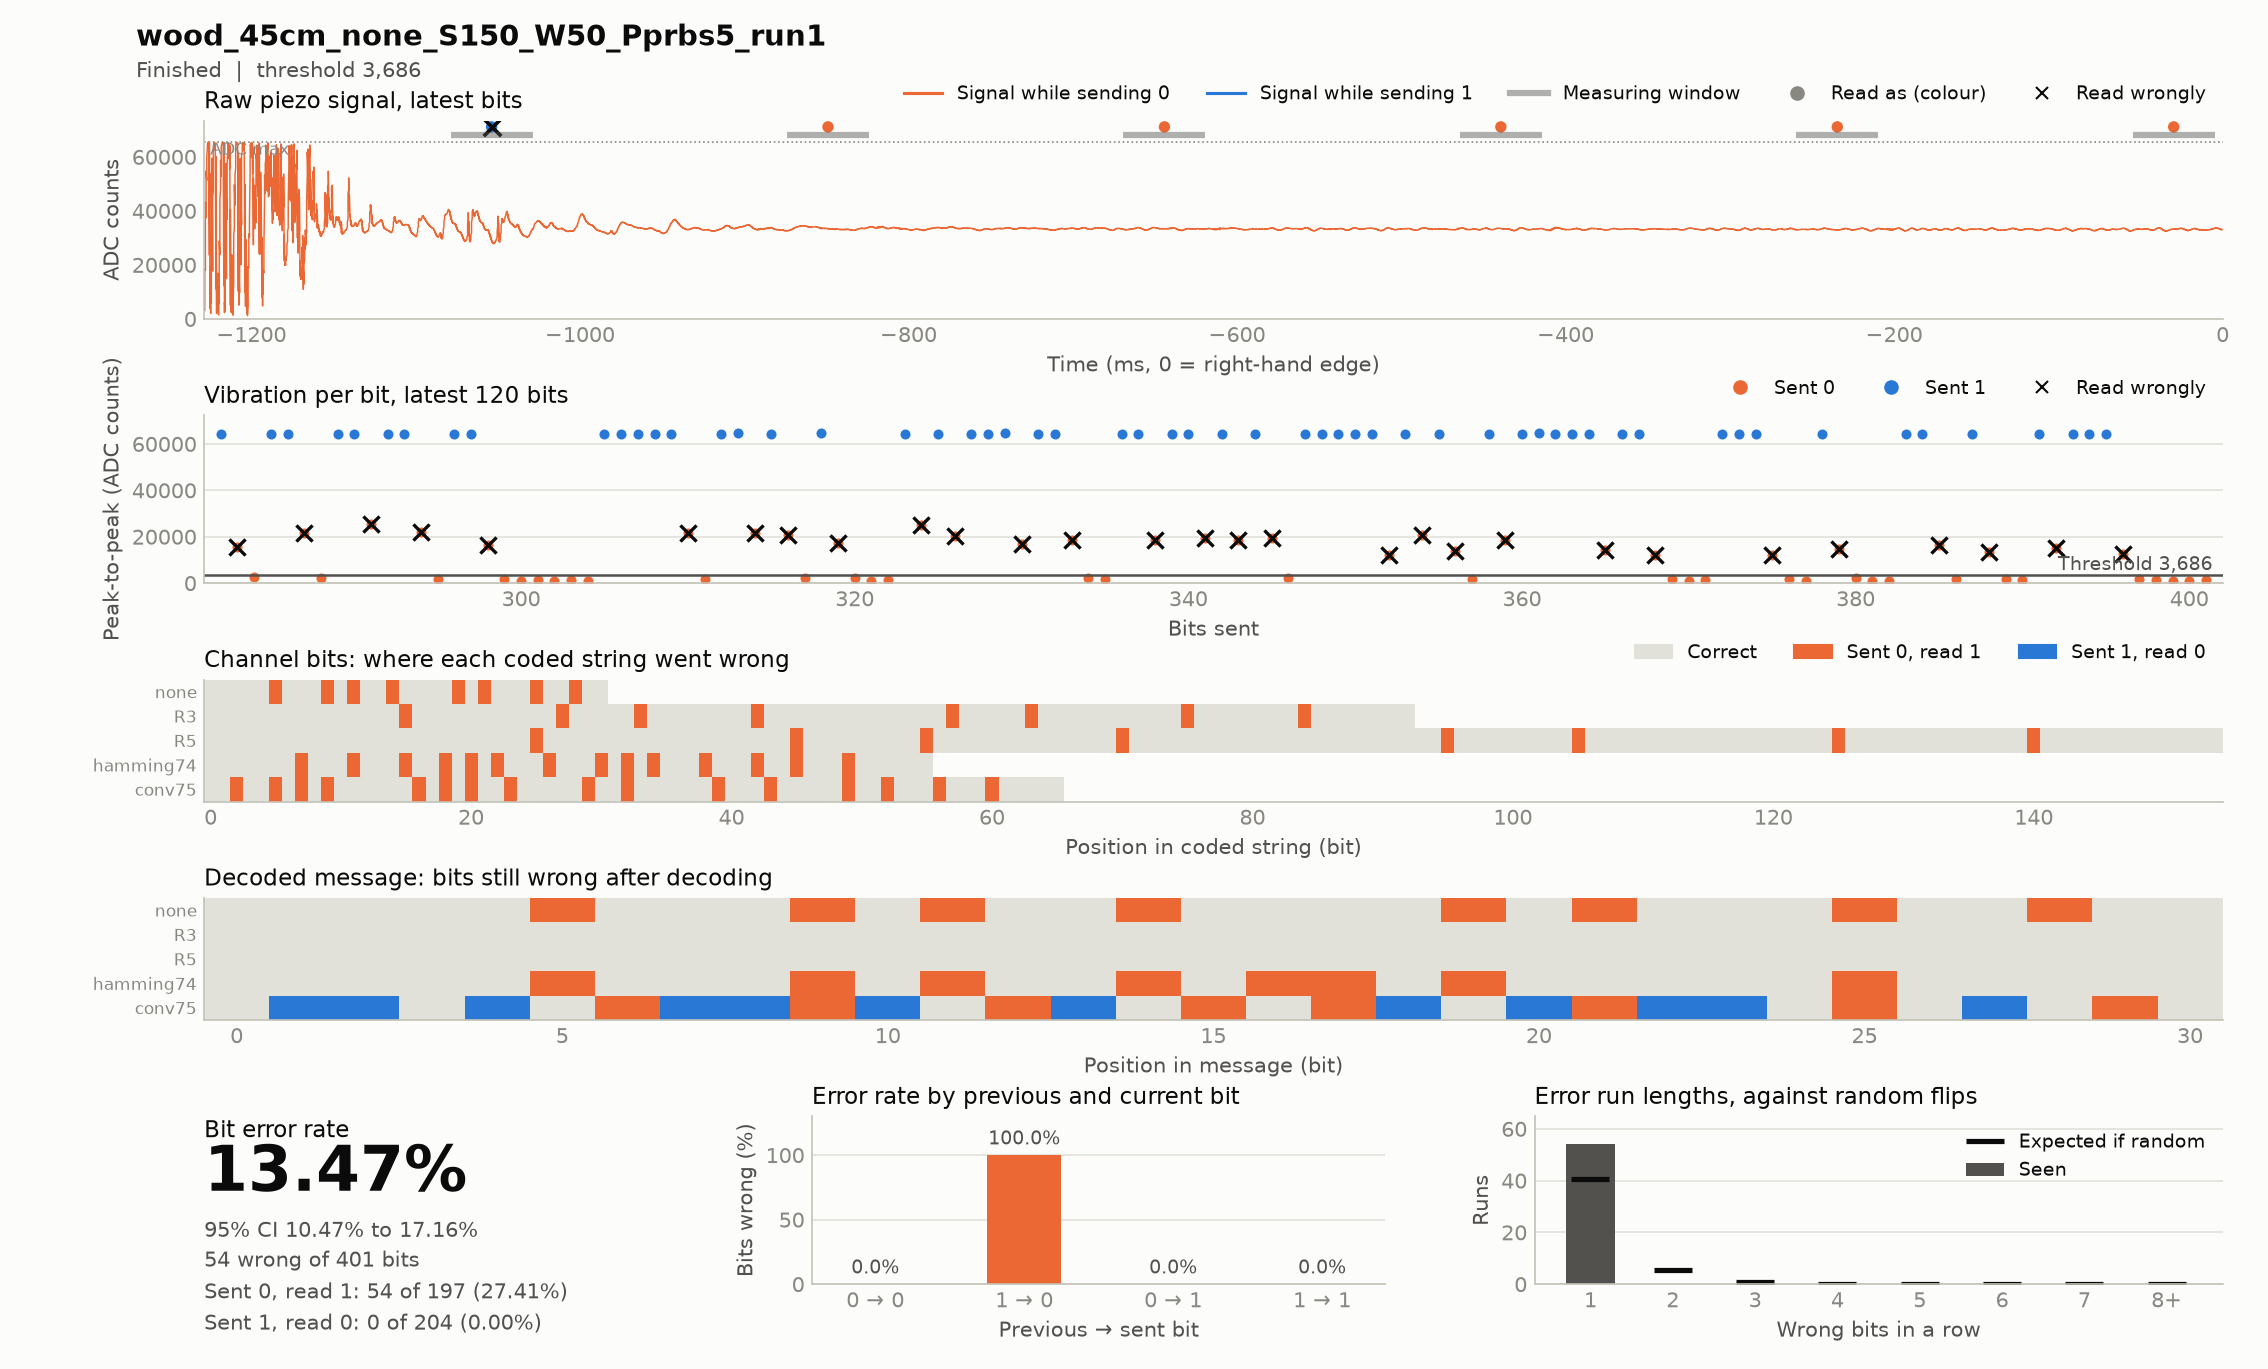 wood_45cm_none_S150_W50_Pprbs5_run1
Finished | threshold 3,686
Raw piezo signal, latest bits
Signal while sending 0
Signal while sending 1
Measuring window
Read as (colour)
Read wrongly
ADC max
ADC counts
60000
40000
20000
0
−1200
−1000
−800
−600
−400
−200
0
Time (ms, 0 = right-hand edge)
Vibration per bit, latest 120 bits
Sent 0
Sent 1
Read wrongly
Peak-to-peak (ADC counts)
60000
40000
20000
0
Threshold 3,686
300
320
340
360
380
400
Bits sent
Channel bits: where each coded string went wrong
Correct
Sent 0, read 1
Sent 1, read 0
none
R3
R5
hamming74
conv75
0
20
40
60
80
100
120
140
Position in coded string (bit)
Decoded message: bits still wrong after decoding
none
R3
R5
hamming74
conv75
0
5
10
15
20
25
30
Position in message (bit)
Bit error rate
13.47%
95% CI 10.47% to 17.16%
54 wrong of 401 bits
Sent 0, read 1: 54 of 197 (27.41%)
Sent 1, read 0: 0 of 204 (0.00%)
Error rate by previous and current bit
Bits wrong (%)
100
50
0
0.0%
100.0%
0.0%
0.0%
0 → 0
1 → 0
0 → 1
1 → 1
Previous → sent bit
Error run lengths, against random flips
Expected if random
Seen
Runs
60
40
20
0
1
2
3
4
5
6
7
8+
Wrong bits in a row